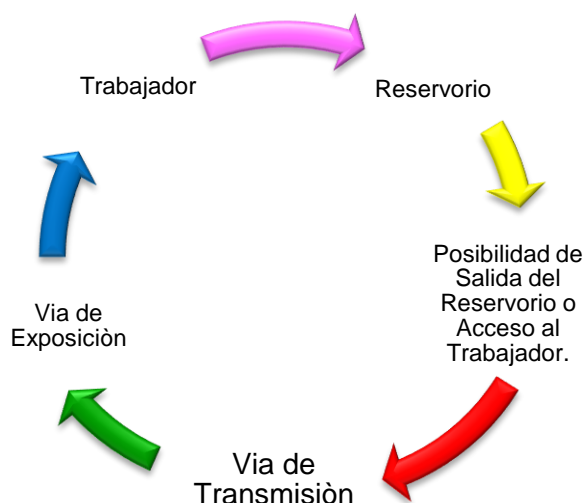 Trabajador
Reservorio
Posibilidad de
Salida del
Reservorio o
Acceso al
Trabajador.
Via de
Transmisiòn
Via de
Exposiciòn